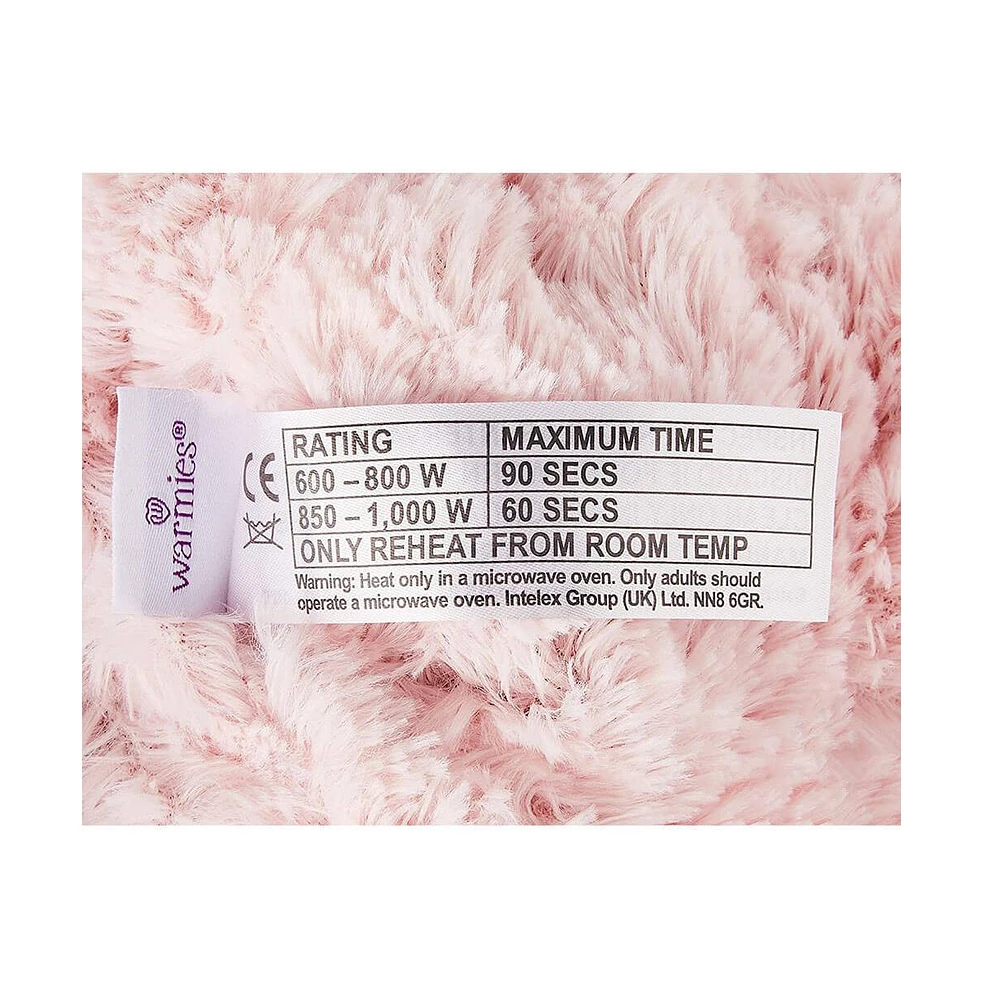 warmies®
CE
RATING MAXIMUM TIME
600 – 800 W 90 SECS
850 – 1,000 W 60 SECS
ONLY REHEAT FROM ROOM TEMP
Warning: Heat only in a microwave oven. Only adults should
operate a microwave oven. Intelex Group (UK) Ltd. NN8 6GR.